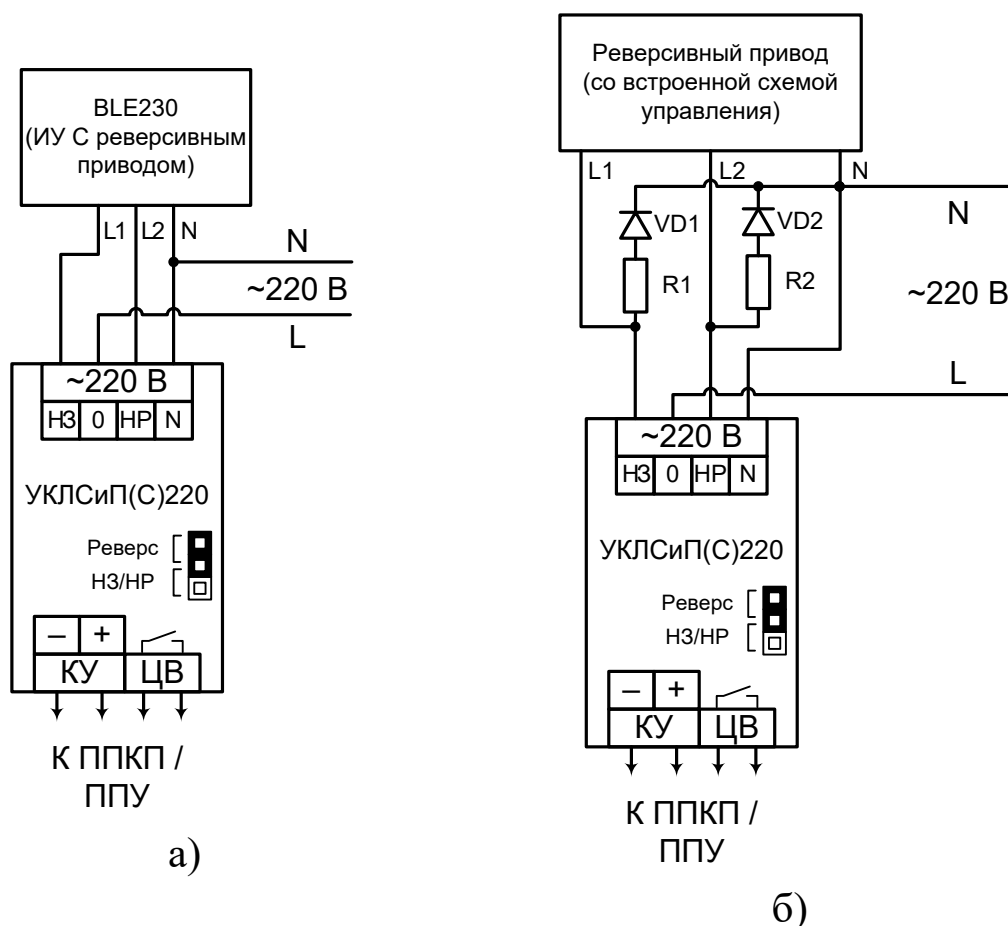 BLE230
(ИУ С реверсивным
приводом)
L1 L2 N
N
~220 В
L
~220 В
НЗ 0 НР N
УКЛСиП(С)220
Реверс
НЗ/НР
– +
КУ ЦВ
К ППКП /
ППУ
а)
Реверсивный привод
(со встроенной схемой
управления)
L1 L2 N
N
VD1 VD2
R1 R2
~220 В
L
~220 В
НЗ 0 НР N
УКЛСиП(С)220
Реверс
НЗ/НР
– +
КУ ЦВ
К ППКП /
ППУ
б)